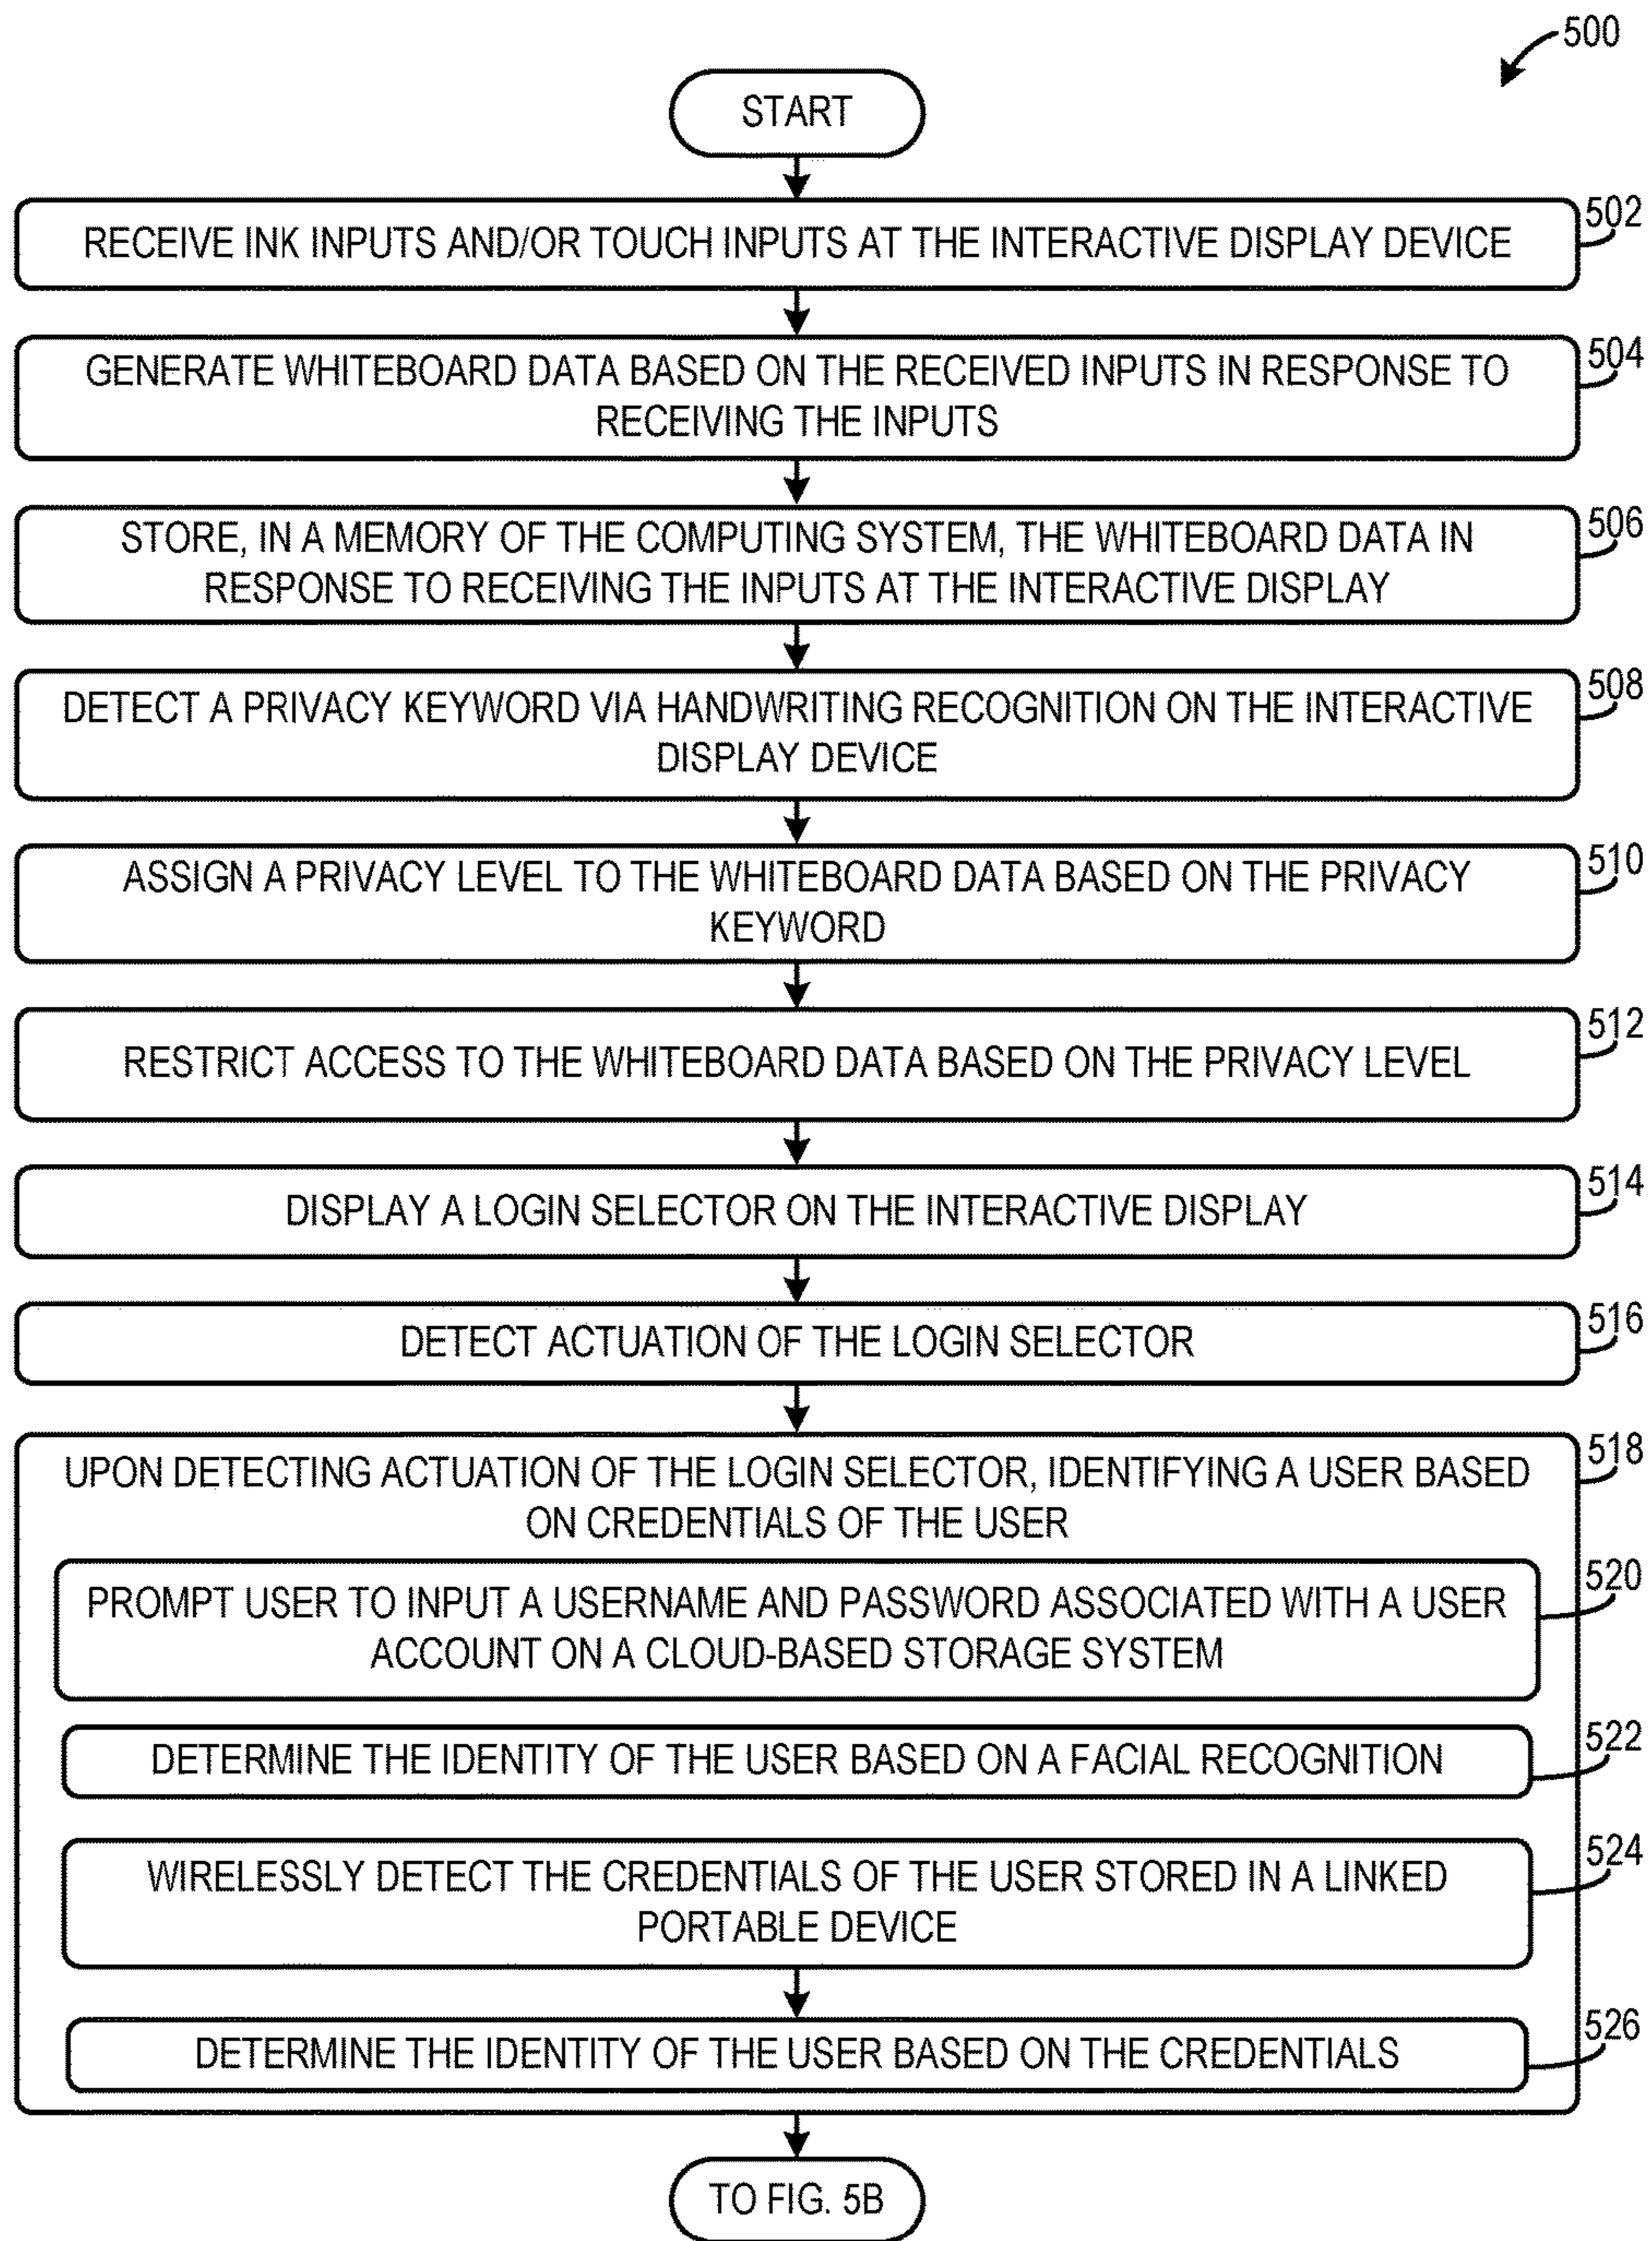 500
START
502
RECEIVE INK INPUTS AND/OR TOUCH INPUTS AT THE INTERACTIVE DISPLAY DEVICE
504
GENERATE WHITEBOARD DATA BASED ON THE RECEIVED INPUTS IN RESPONSE TO
RECEIVING THE INPUTS
506
STORE, IN A MEMORY OF THE COMPUTING SYSTEM, THE WHITEBOARD DATA IN
RESPONSE TO RECEIVING THE INPUTS AT THE INTERACTIVE DISPLAY
508
DETECT A PRIVACY KEYWORD VIA HANDWRITING RECOGNITION ON THE INTERACTIVE
DISPLAY DEVICE
510
ASSIGN A PRIVACY LEVEL TO THE WHITEBOARD DATA BASED ON THE PRIVACY
KEYWORD
512
RESTRICT ACCESS TO THE WHITEBOARD DATA BASED ON THE PRIVACY LEVEL
514
DISPLAY A LOGIN SELECTOR ON THE INTERACTIVE DISPLAY
516
DETECT ACTUATION OF THE LOGIN SELECTOR
518
UPON DETECTING ACTUATION OF THE LOGIN SELECTOR, IDENTIFYING A USER BASED
ON CREDENTIALS OF THE USER
520
PROMPT USER TO INPUT A USERNAME AND PASSWORD ASSOCIATED WITH A USER
ACCOUNT ON A CLOUD-BASED STORAGE SYSTEM
522
DETERMINE THE IDENTITY OF THE USER BASED ON A FACIAL RECOGNITION
524
WIRELESSLY DETECT THE CREDENTIALS OF THE USER STORED IN A LINKED
PORTABLE DEVICE
526
DETERMINE THE IDENTITY OF THE USER BASED ON THE CREDENTIALS
TO FIG. 5B